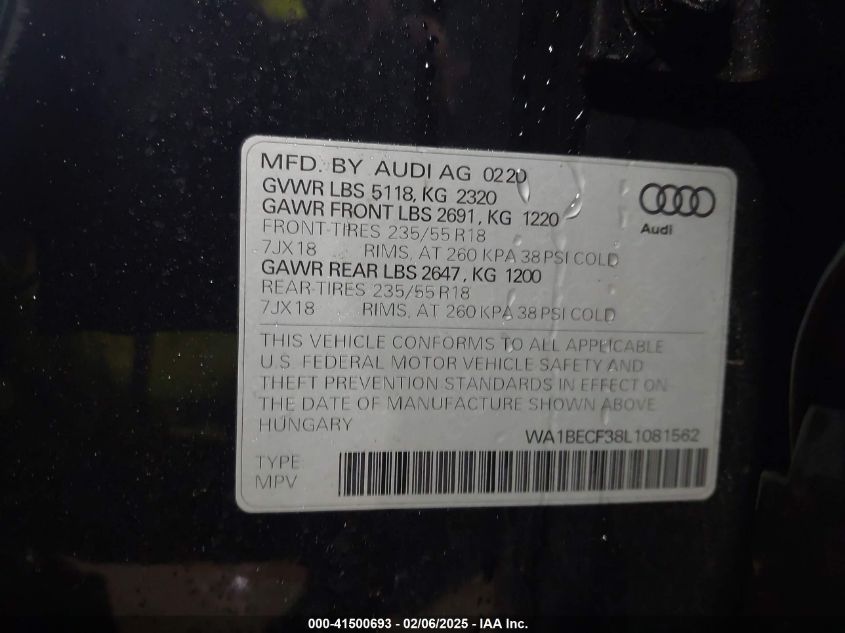 MFD. BY AUDI AG 0220
GVWR LBS 5118, KG 2320
GAWR FRONT LBS 2691, KG 1220
FRONT-TIRES 235/55 R18
7JX18 RIMS, AT 260 KPA 38 PSI COLD
GAWR REAR LBS 2647, KG 1200
REAR-TIRES 235/55 R18
7JX18 RIMS, AT 260 KPA 38 PSI COLD
Audi
THIS VEHICLE CONFORMS TO ALL APPLICABLE
U.S. FEDERAL MOTOR VEHICLE SAFETY AND
THEFT PREVENTION STANDARDS IN EFFECT ON
THE DATE OF MANUFACTURE SHOWN ABOVE
HUNGARY
WA1BECF38L1081562
TYPE
MPV
000-41500693 - 02/06/2025 - IAA Inc.